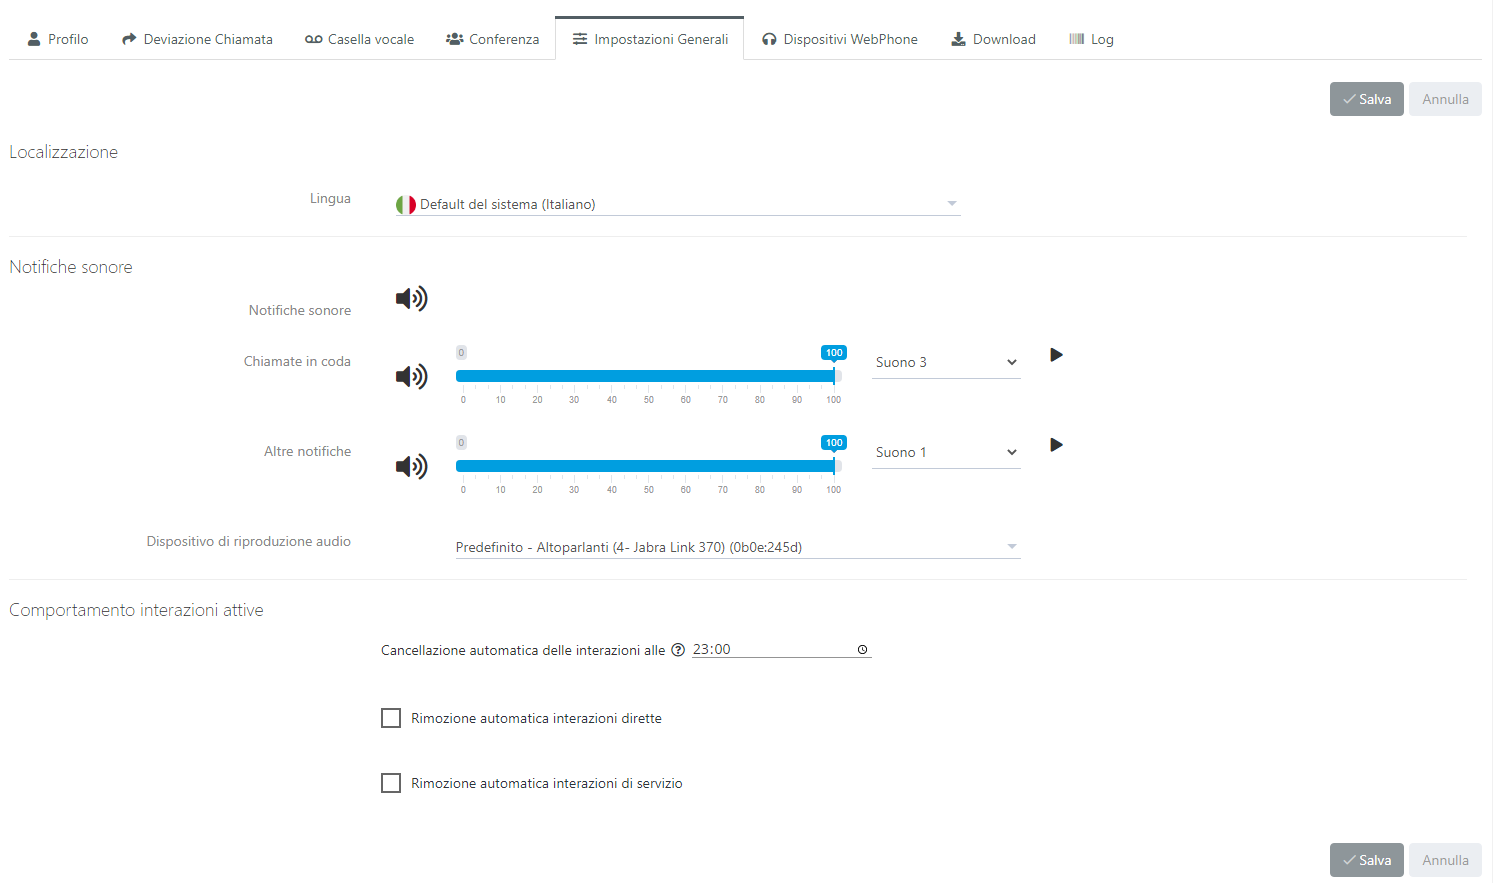 Profilo Deviazione Chiamata Casella vocale Conferenza Impostazioni Generali Dispositivi WebPhone Download Log
Salva Annulla
Localizzazione
Lingua Default del sistema (Italiano)
Notifiche sonore
Notifiche sonore
Chiamate in coda 0 100 Suono 3
0 10 20 30 40 50 60 70 80 90 100
Altre notifiche 0 100 Suono 1
0 10 20 30 40 50 60 70 80 90 100
Dispositivo di riproduzione audio Predefinito - Altoparlanti (4- Jabra Link 370) (0b0e:245d)
Comportamento interazioni attive
Cancellazione automatica delle interazioni alle ? 23:00
Rimozione automatica interazioni dirette
Rimozione automatica interazioni di servizio
Salva Annulla